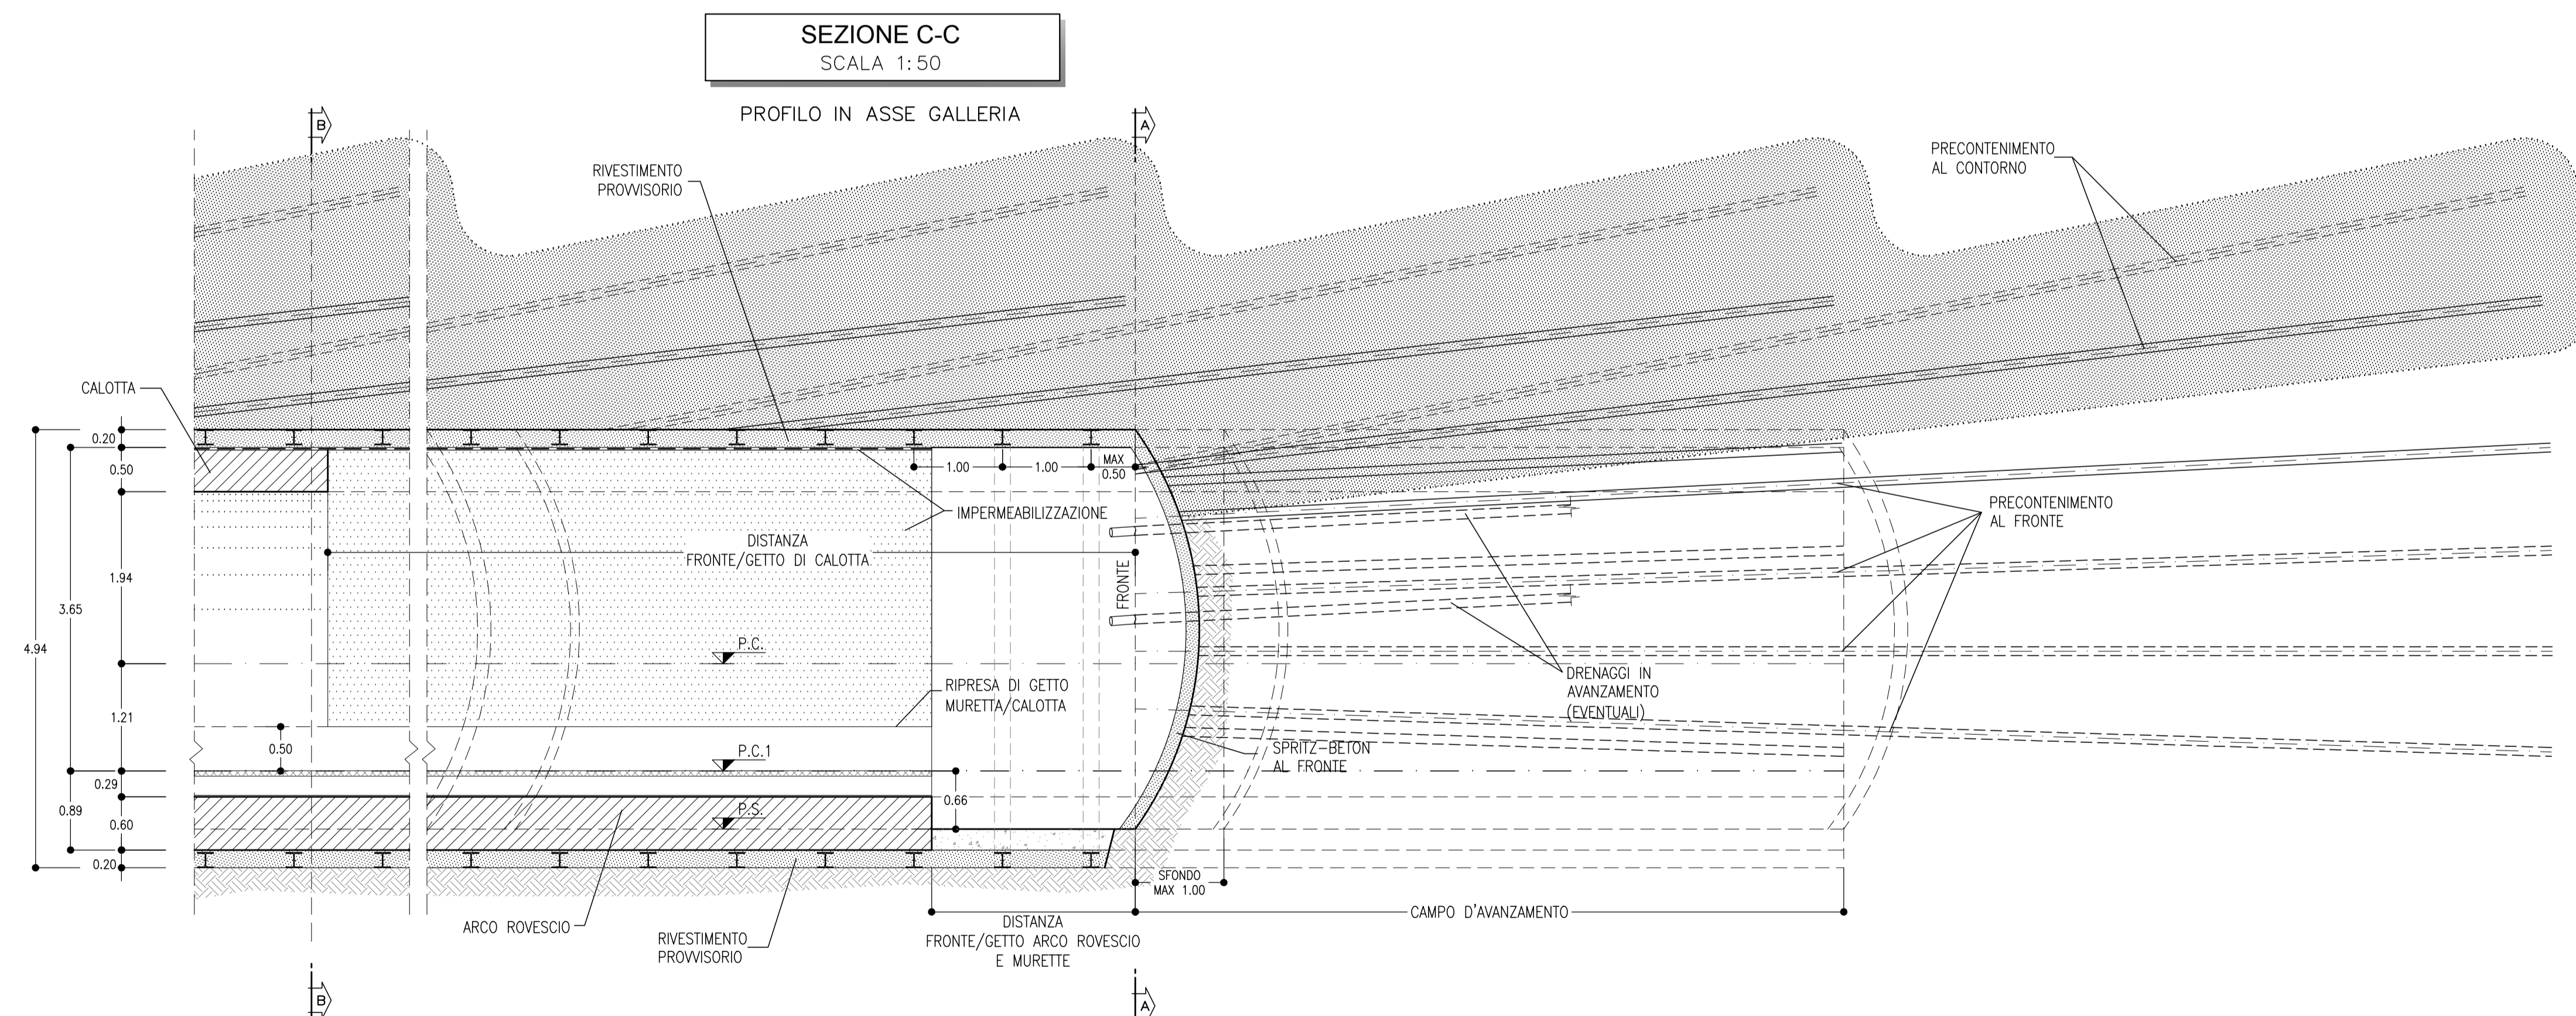 SEZIONE C-C
SCALA 1:50
PROFILO IN ASSE GALLERIA
B
A
RIVESTIMENTO
PROVVISORIO
PRECONTENIMENTO
AL CONTORNO
CALOTTA
0.20
0.50
1.94
3.65
4.94
1.21
0.50
0.29
0.89
0.60
0.20
1.00
1.00
MAX
0.50
IMPERMEABILIZZAZIONE
DISTANZA
FRONTE/GETTO DI CALOTTA
FRONTE
PRECONTENIMENTO
AL FRONTE
P.C.
RIPRESA DI GETTO
MURETTA/CALOTTA
DRENAGGI IN
AVANZAMENTO
(EVENTUALI)
P.C.1
SPRITZ-BETON
AL FRONTE
0.66
P.S.
SFONDO
MAX 1.00
ARCO ROVESCIO
RIVESTIMENTO
PROVVISORIO
DISTANZA
FRONTE/GETTO ARCO ROVESCIO
E MURETTE
CAMPO D'AVANZAMENTO
B
A